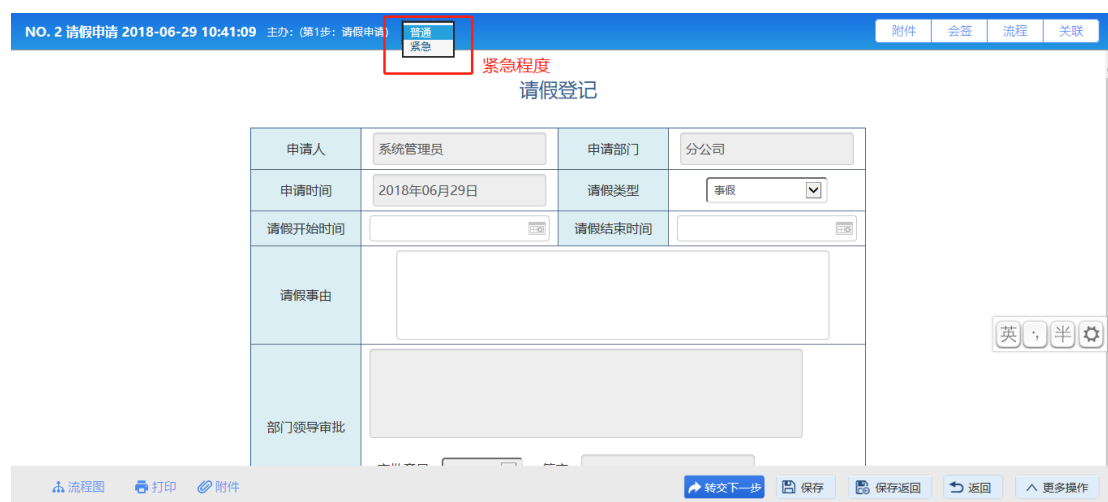 NO. 2 请假申请 2018-06-29 10:41:09 主办: (第1步: 请假申请) 普通 附件 会签 流程 关联
紧急
紧急程度
请假登记
申请人 系统管理员 申请部门 分公司
申请时间 2018年06月29日 请假类型 事假
请假开始时间 请假结束时间
请假事由
英 ·, 半
部门领导审批
流程图 打印 附件 转交下一步 保存 保存返回 返回 更多操作